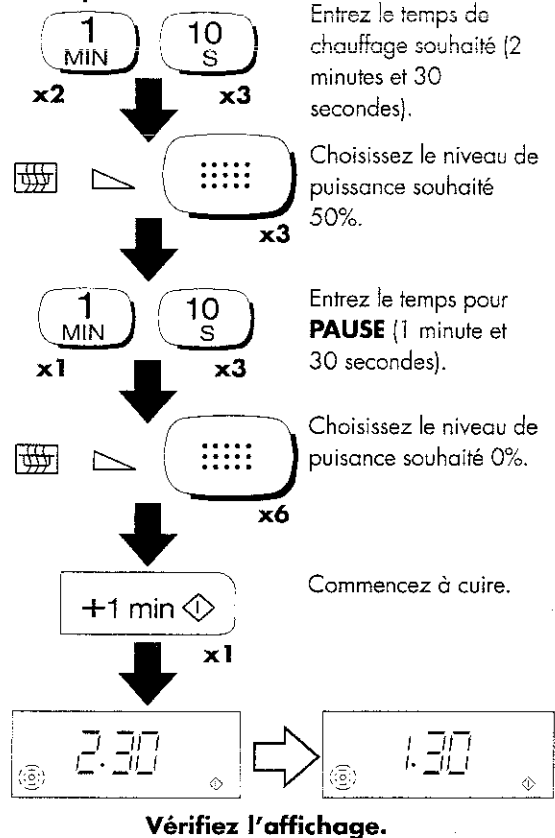 1 MIN
x2
10 S
x3
Entrez le temps de
chauffage souhaité (2
minutes et 30
secondes).
x3
Choisissez le niveau de
puissance souhaité
50%.
1 MIN
x1
10 S
x3
Entrez le temps pour
PAUSE (1 minute et
30 secondes).
x6
Choisissez le niveau de
puisance souhaité 0%.
+1 min
x1
Commencez à cuire.
2.30
1.30
Vérifiez l'affichage.